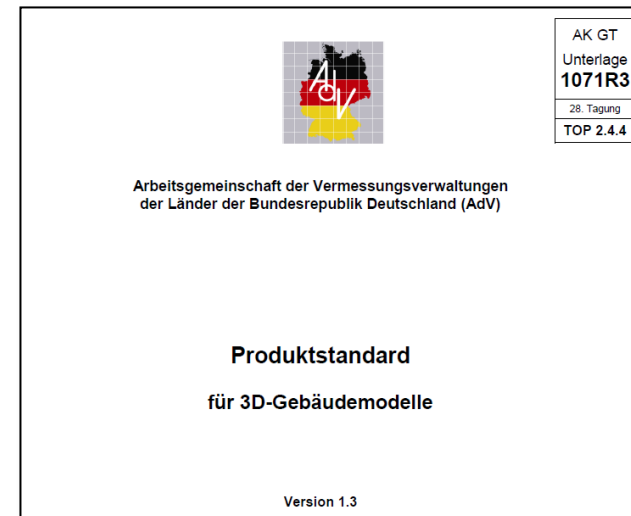 AK GT
Unterlage
1071R3
28. Tagung
TOP 2.4.4
AdV
Arbeitsgemeinschaft der Vermessungsverwaltungen
der Länder der Bundesrepublik Deutschland (AdV)
Produktstandard
für 3D-Gebäudemodelle
Version 1.3